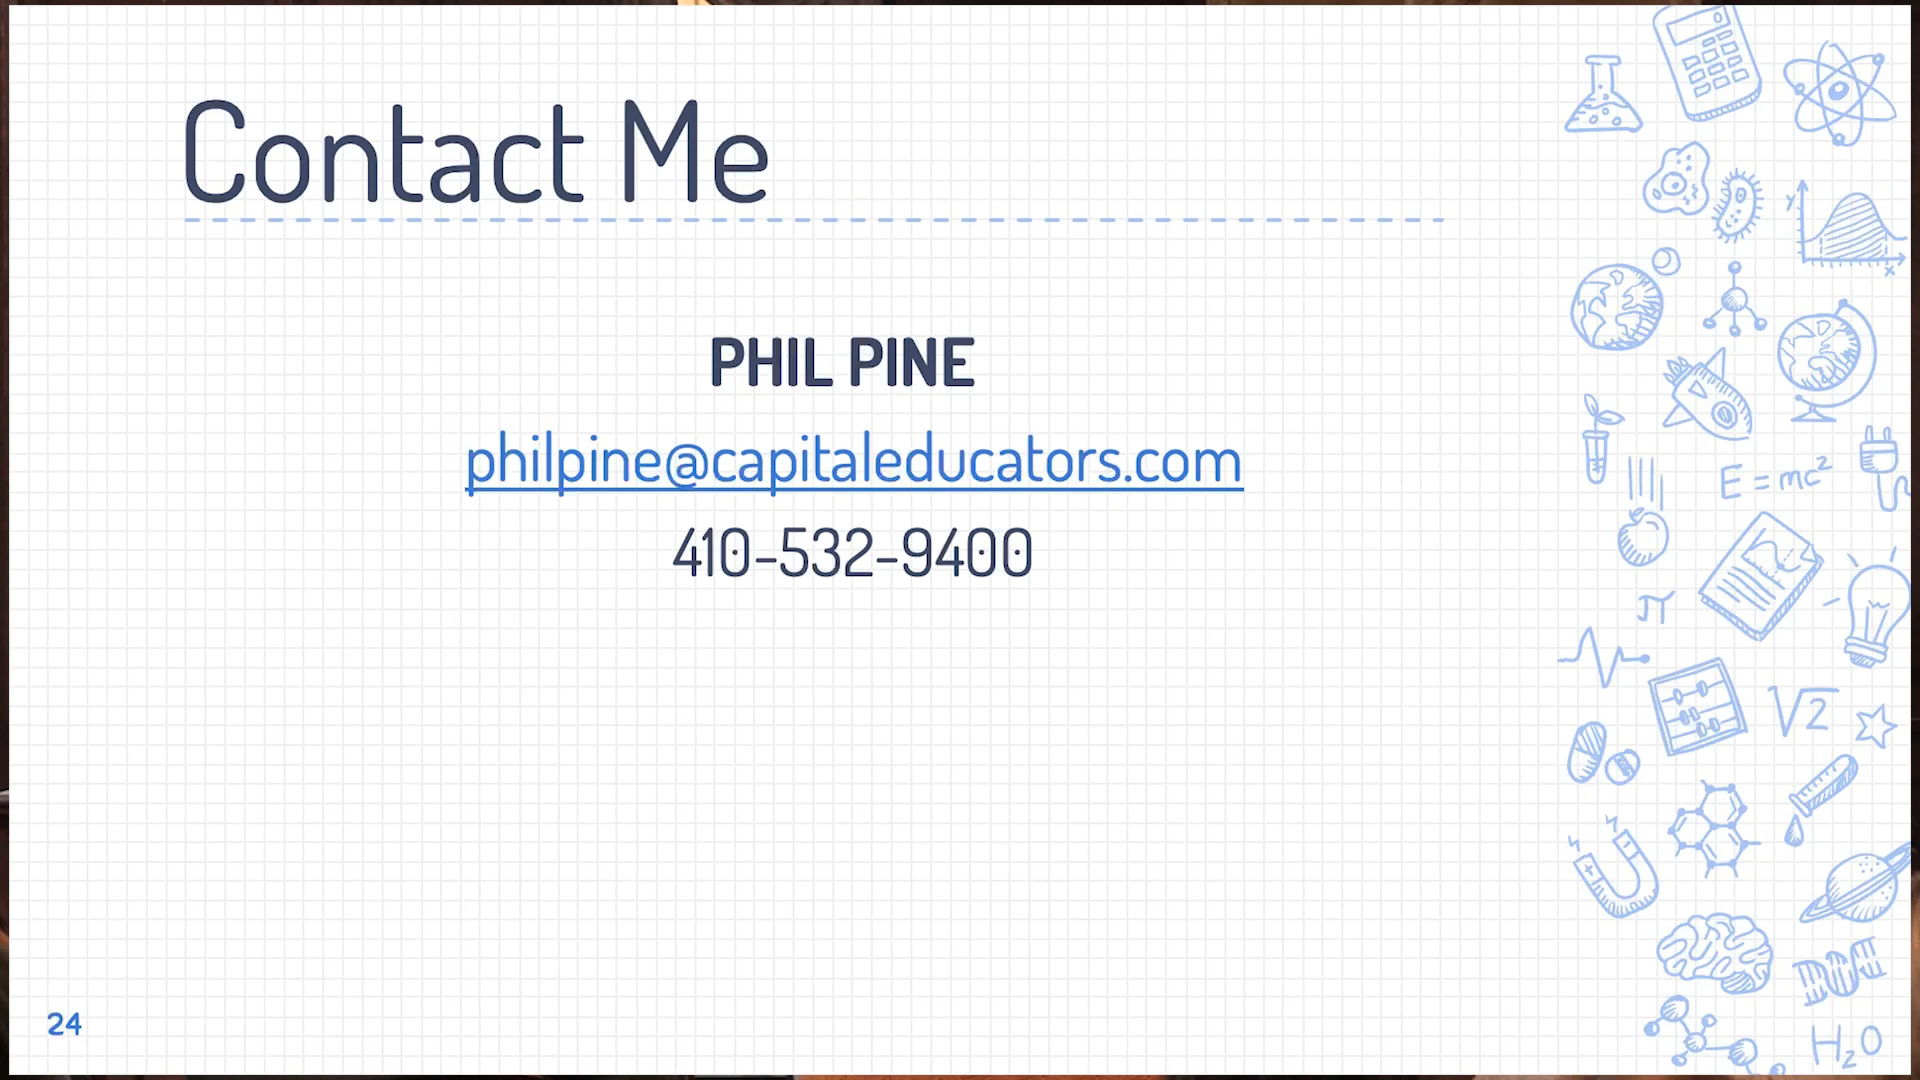 Contact Me
PHIL PINE
philpine@capitaleducators.com
410-532-9400
24
y
x
E=mc²
π
√2
H₂O